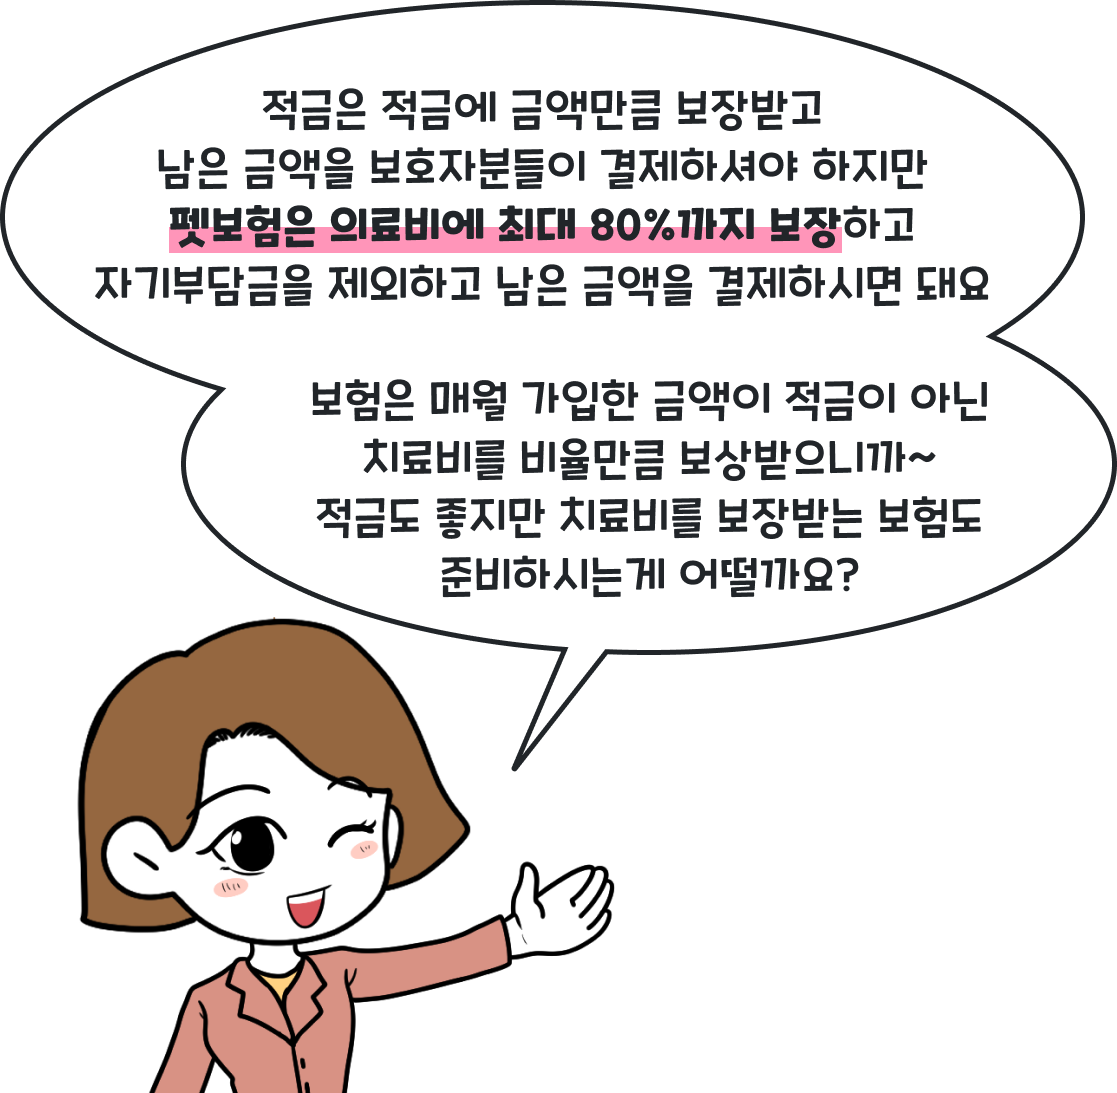 적금은 적금에 금액만큼 보장받고
남은 금액을 보호자분들이 결제하셔야 하지만
펫보험은 의료비에 최대 80%까지 보장하고
자기부담금을 제외하고 남은 금액을 결제하시면 돼요
보험은 매월 가입한 금액이 적금이 아닌
치료비를 비율만큼 보상받으니까~
적금도 좋지만 치료비를 보장받는 보험도
준비하시는게 어떨까요?